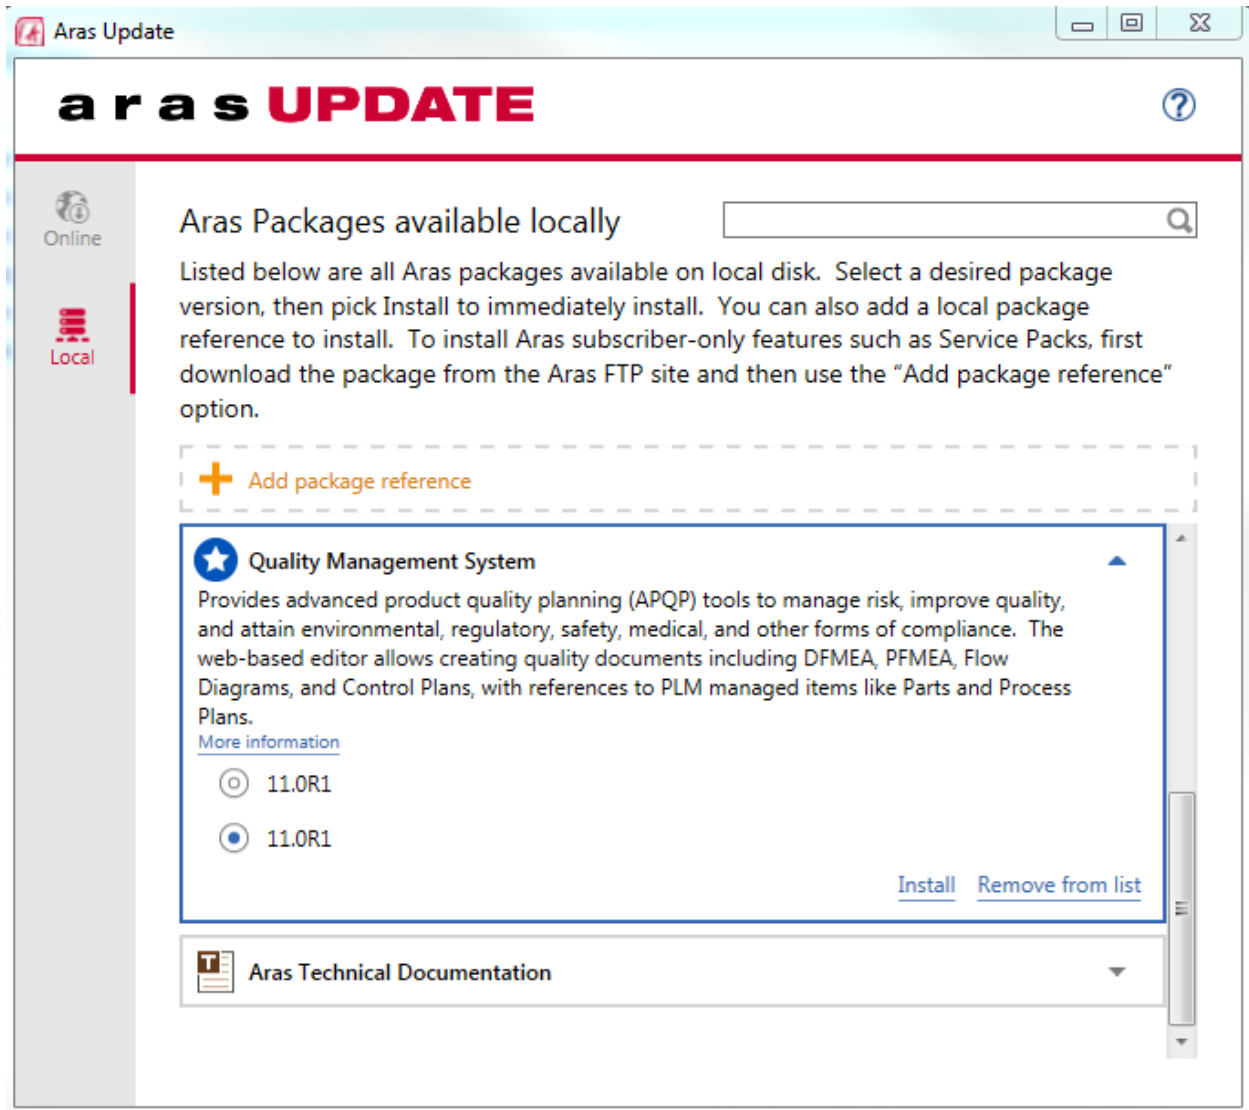 Aras Update
aras UPDATE
?
Online
Local
Aras Packages available locally
Listed below are all Aras packages available on local disk.  Select a desired package
version, then pick Install to immediately install.  You can also add a local package
reference to install.  To install Aras subscriber-only features such as Service Packs, first
download the package from the Aras FTP site and then use the “Add package reference”
option.
Add package reference
Quality Management System
Provides advanced product quality planning (APQP) tools to manage risk, improve quality,
and attain environmental, regulatory, safety, medical, and other forms of compliance.  The
web-based editor allows creating quality documents including DFMEA, PFMEA, Flow
Diagrams, and Control Plans, with references to PLM managed items like Parts and Process
Plans.
More information
11.0R1
11.0R1
Install Remove from list
T
Aras Technical Documentation